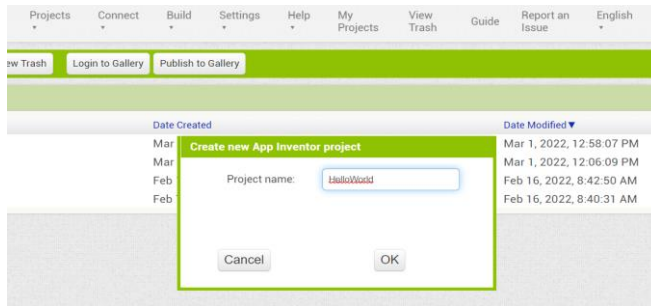 Projects Connect Build Settings Help My Projects View Trash Guide Report an Issue English
ew Trash Login to Gallery Publish to Gallery
Date Created Date Modified ▼
Mar Mar 1, 2022, 12:58:07 PM
Mar Mar 1, 2022, 12:06:09 PM
Feb Feb 16, 2022, 8:42:50 AM
Feb Feb 16, 2022, 8:40:31 AM
Create new App Inventor project
Project name: HelloWorld
Cancel OK